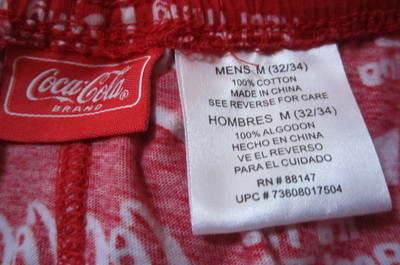 Coca-Cola
BRAND
MENS M (32/34)
100% COTTON
MADE IN CHINA
SEE REVERSE FOR CARE
HOMBRES M (32/34)
100% ALGODON
HECHO EN CHINA
VE EL REVERSO
PARA EL CUIDADO
RN # 88147
UPC # 73608017504